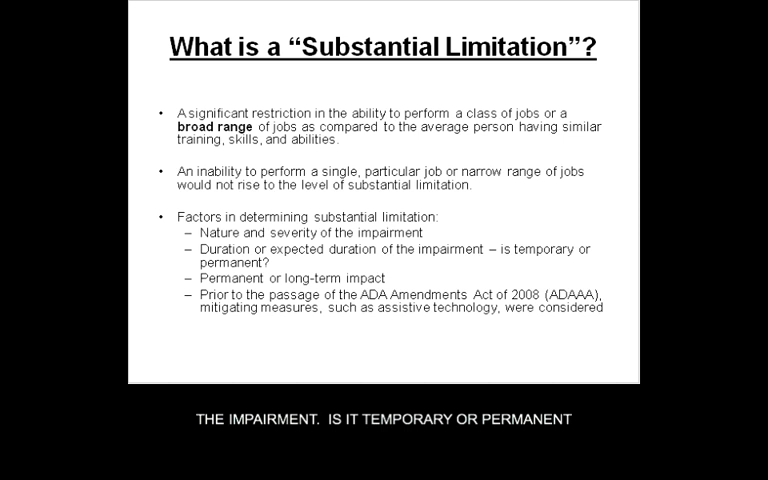 What is a “Substantial Limitation”?
• A significant restriction in the ability to perform a class of jobs or a
broad range of jobs as compared to the average person having similar
training, skills, and abilities.
• An inability to perform a single, particular job or narrow range of jobs
would not rise to the level of substantial limitation.
• Factors in determining substantial limitation:
– Nature and severity of the impairment
– Duration or expected duration of the impairment – is temporary or
permanent?
– Permanent or long-term impact
– Prior to the passage of the ADA Amendments Act of 2008 (ADAAA),
mitigating measures, such as assistive technology, were considered
THE IMPAIRMENT. IS IT TEMPORARY OR PERMANENT